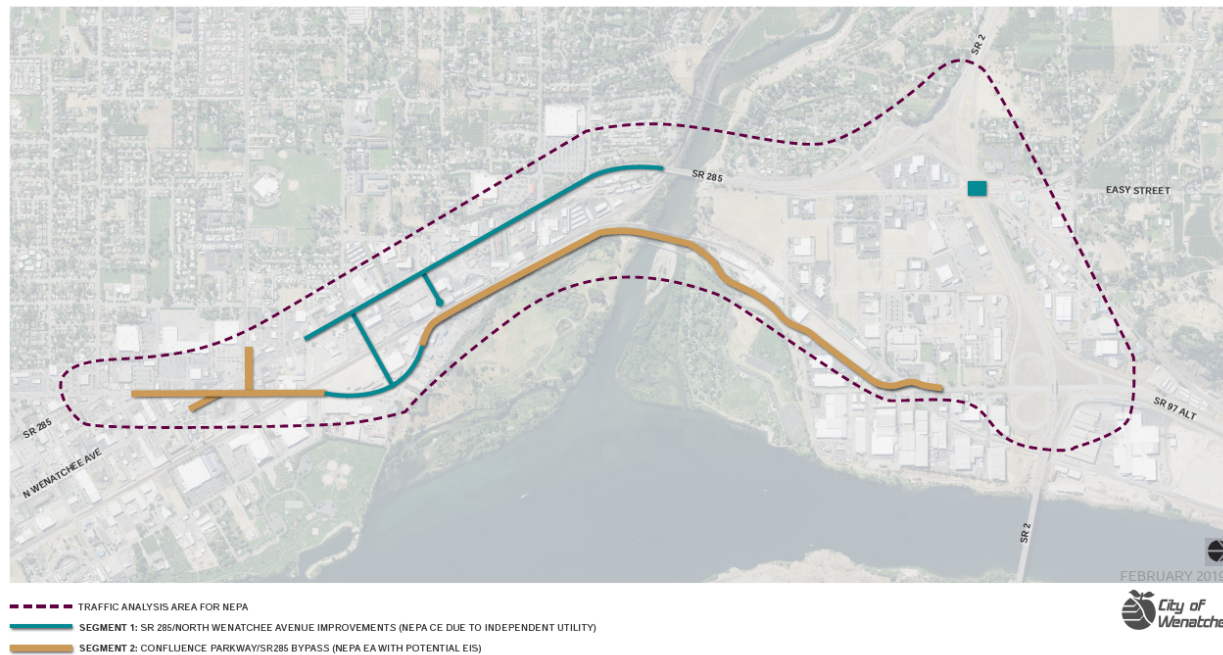 SR 2
SR 285
EASY STREET
SR 97 ALT
SR 285
N WENATCHEE AVE
SR 2
FEBRUARY 2019
TRAFFIC ANALYSIS AREA FOR NEPA
SEGMENT 1: SR 285/NORTH WENATCHEE AVENUE IMPROVEMENTS (NEPA CE DUE TO INDEPENDENT UTILITY)
SEGMENT 2: CONFLUENCE PARKWAY/SR285 BYPASS (NEPA EA WITH POTENTIAL EIS)
City of
Wenatche